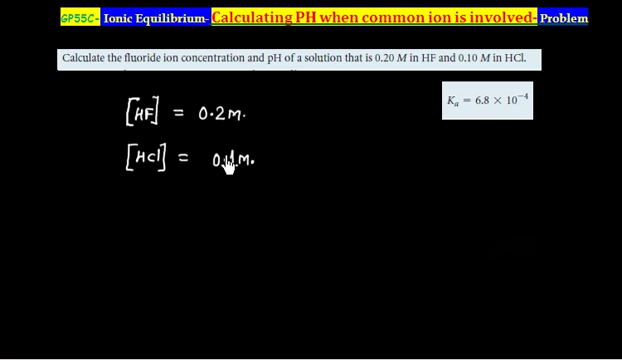 GP55C- Ionic Equilibrium- Calculating PH when common ion is involved- Problem
Calculate the fluoride ion concentration and pH of a solution that is 0.20 M in HF and 0.10 M in HCl.
Ka = 6.8 × 10⁻⁴
[HF] = 0.2M.
[HCl] = 0.1M.